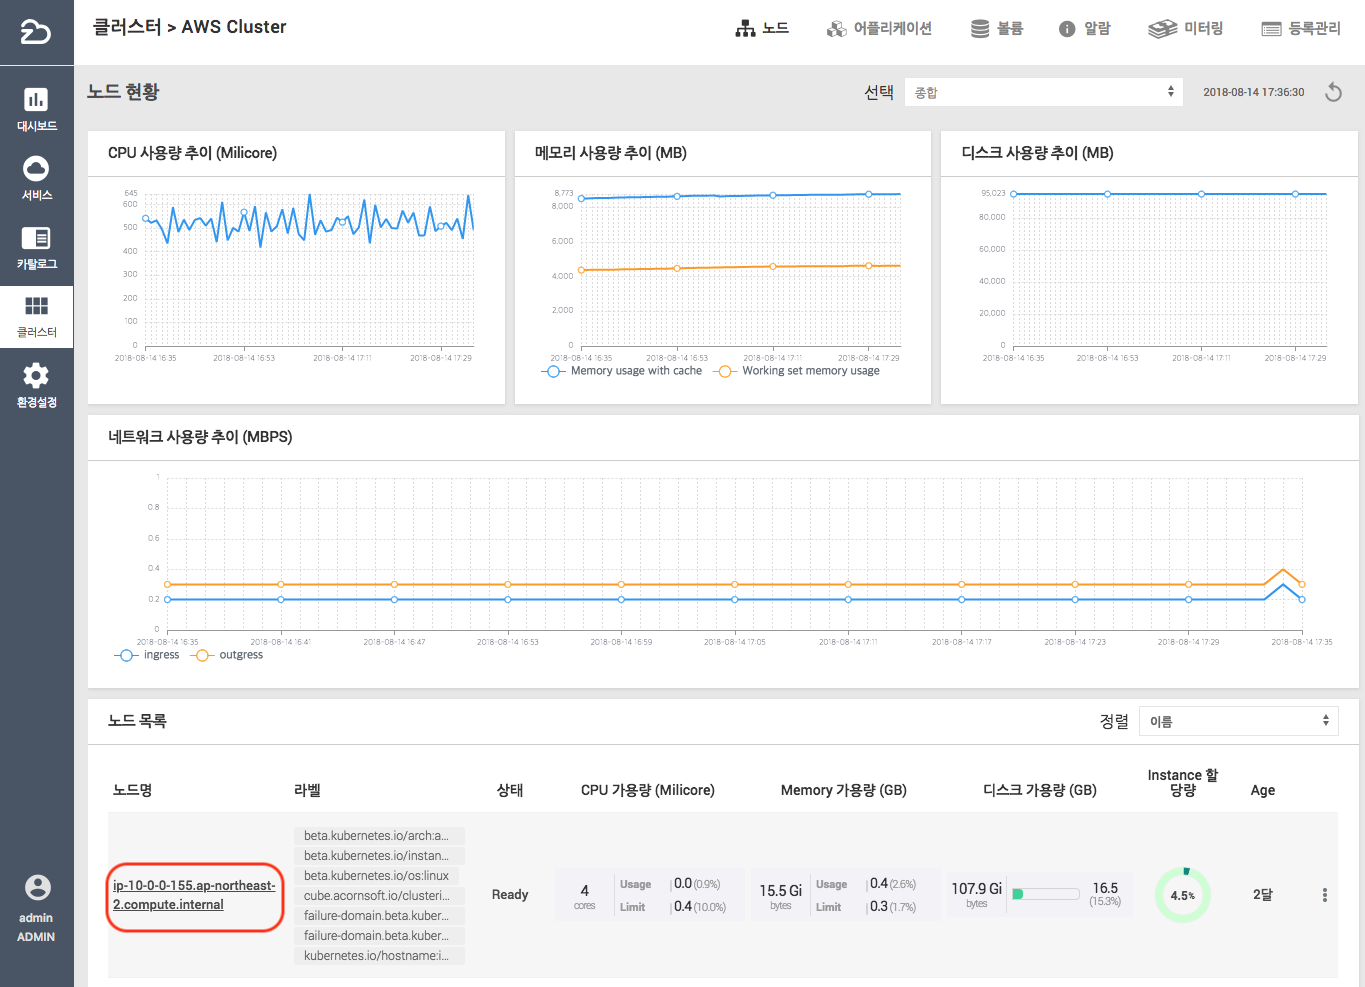 클러스터 > AWS Cluster
노드
어플리케이션
볼륨
알람
미터링
등록관리
대시보드
서비스
카탈로그
클러스터
환경설정
admin
ADMIN
노드 현황
선택
종합
2018-08-14 17:36:30
CPU 사용량 추이 (Milicore)
645
600
500
400
300
200
100
0
2018-08-14 16:35
2018-08-14 16:53
2018-08-14 17:11
2018-08-14 17:29
메모리 사용량 추이 (MB)
8,773
8,000
6,000
4,000
2,000
0
2018-08-14 16:35
2018-08-14 16:53
2018-08-14 17:11
2018-08-14 17:29
Memory usage with cache
Working set memory usage
디스크 사용량 추이 (MB)
95,023
80,000
60,000
40,000
20,000
0
2018-08-14 16:35
2018-08-14 16:53
2018-08-14 17:11
2018-08-14 17:29
네트워크 사용량 추이 (MBPS)
1
0.8
0.6
0.4
0.2
0
2018-08-14 16:35
2018-08-14 16:41
2018-08-14 16:47
2018-08-14 16:53
2018-08-14 16:59
2018-08-14 17:05
2018-08-14 17:11
2018-08-14 17:17
2018-08-14 17:23
2018-08-14 17:29
2018-08-14 17:35
ingress
outgress
노드 목록
정렬
이름
노드명
라벨
상태
CPU 가용량 (Milicore)
Memory 가용량 (GB)
디스크 가용량 (GB)
Instance 할
당량
Age
ip-10-0-0-155.ap-northeast-
2.compute.internal
beta.kubernetes.io/arch:a...
beta.kubernetes.io/instan...
beta.kubernetes.io/os:linux
cube.acornsoft.io/clusteri...
failure-domain.beta.kuber...
failure-domain.beta.kuber...
kubernetes.io/hostname:i...
Ready
4
cores
Usage
0.0 (0.9%)
Limit
0.4 (10.0%)
15.5 Gi
bytes
Usage
0.4 (2.6%)
Limit
0.3 (1.7%)
107.9 Gi
bytes
16.5
(15.3%)
4.5%
2달